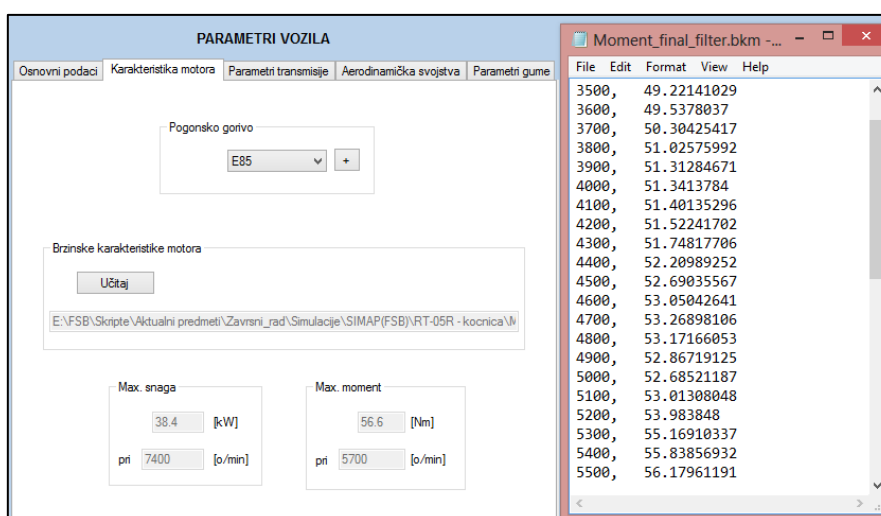 PARAMETRI VOZILA
Osnovni podaci Karakteristika motora Parametri transmisije Aerodinamička svojstva Parametri gume
Pogonsko gorivo
E85 +
Brzinske karakteristike motora
Učitaj
E:\FSB\Skripte\Aktualni predmeti\Zavrsni_rad\Simulacije\SIMAP(FSB)\RT-05R - kocnica\M
Max. snaga
38.4 [kW]
pri 7400 [o/min]
Max. moment
56.6 [Nm]
pri 5700 [o/min]
Moment_final_filter.bkm -...
File Edit Format View Help
3500, 49.22141029
3600, 49.5378037
3700, 50.30425417
3800, 51.02575992
3900, 51.31284671
4000, 51.3413784
4100, 51.40135296
4200, 51.52241702
4300, 51.74817706
4400, 52.20989252
4500, 52.69035567
4600, 53.05042641
4700, 53.26898106
4800, 53.17166053
4900, 52.86719125
5000, 52.68521187
5100, 53.01308048
5200, 53.983848
5300, 55.16910337
5400, 55.83856932
5500, 56.17961191